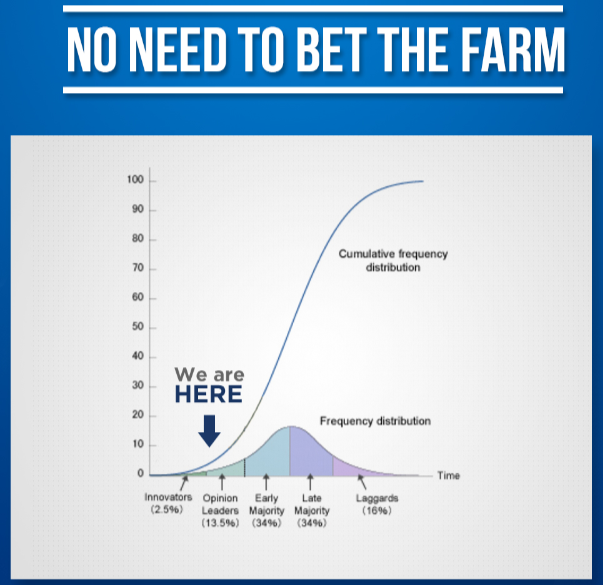 NO NEED TO BET THE FARM
100
90
80
70
60
50
40
30
20
10
0
Cumulative frequency
distribution
We are
HERE
Frequency distribution
Time
Innovators
(2.5%)
Opinion
Leaders
(13.5%)
Early
Majority
(34%)
Late
Majority
(34%)
Laggards
(16%)